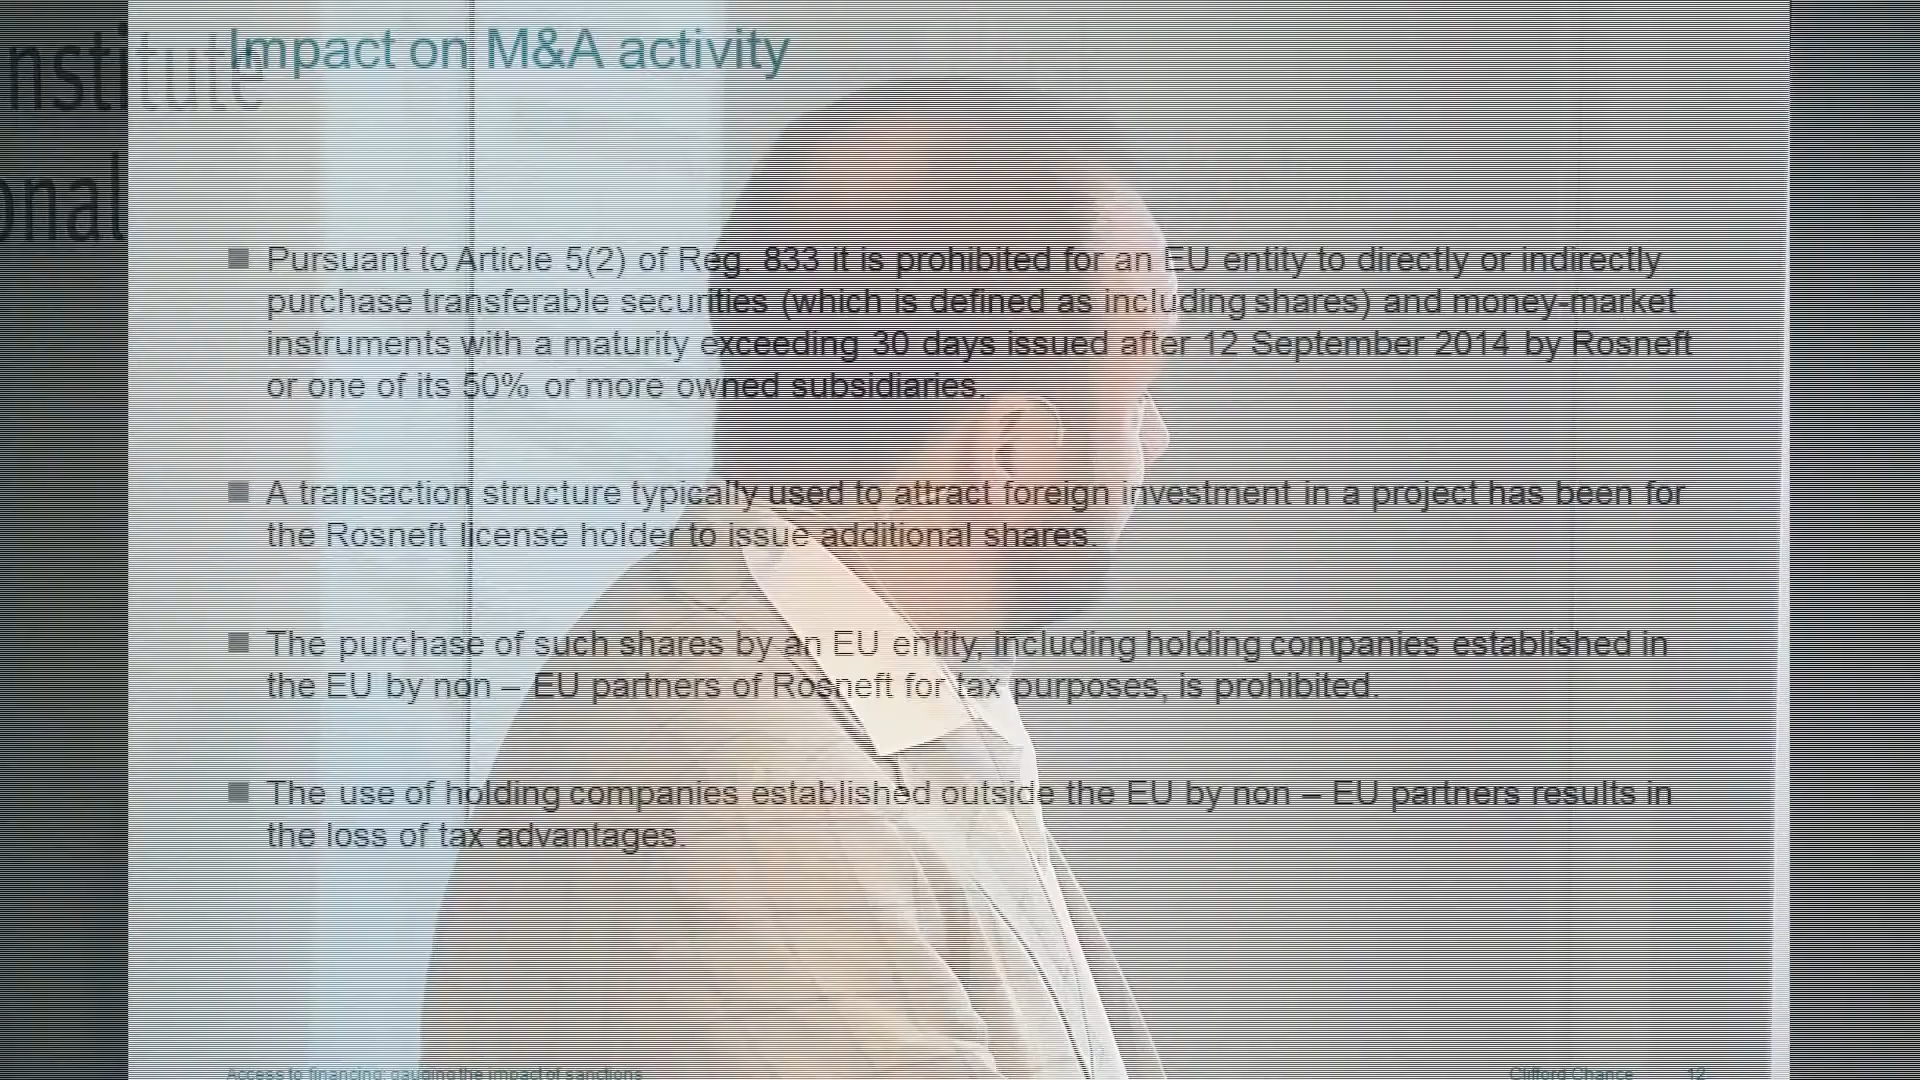 nstitute
onal
Impact on M&A activity
Pursuant to Article 5(2) of Reg. 833 it is prohibited for an EU entity to directly or indirectly
purchase transferable securities (which is defined as including shares) and money-market
instruments with a maturity exceeding 30 days issued after 12 September 2014 by Rosneft
or one of its 50% or more owned subsidiaries.
A transaction structure typically used to attract foreign investment in a project has been for
the Rosneft license holder to issue additional shares.
The purchase of such shares by an EU entity, including holding companies established in
the EU by non – EU partners of Rosneft for tax purposes, is prohibited.
The use of holding companies established outside the EU by non – EU partners results in
the loss of tax advantages.
Access to financing: gauging the impact of sanctions
Clifford Chance 12